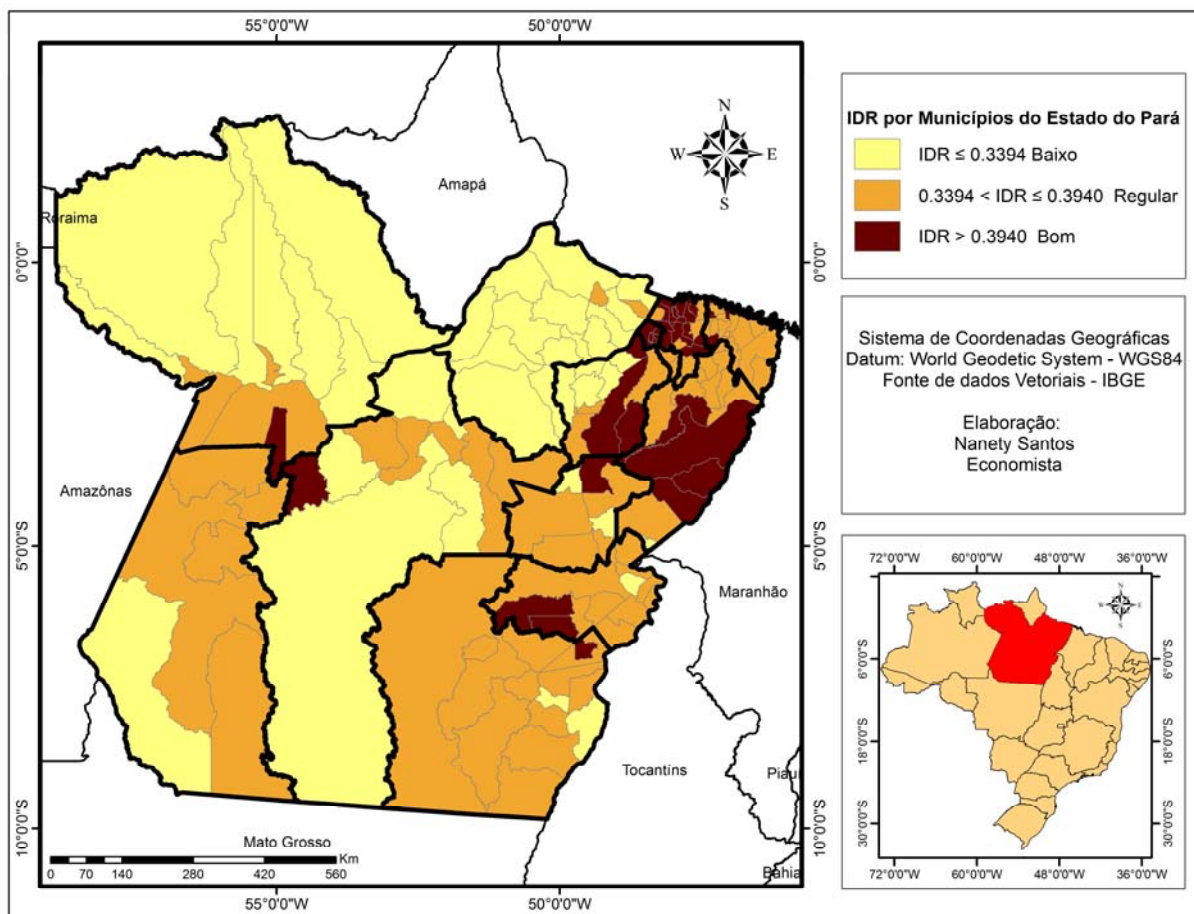 55°0'0"W
50°0'0"W
0°0'0"
5°0'0"S
10°0'0"S
Roraima
Amapá
N
W
E
S
Amazônas
Maranhão
Tocantins
Piauí
Mato Grosso
Bahia
0 70 140 280 420 560
Km
0°0'0"
5°0'0"S
10°0'0"S
55°0'0"W
50°0'0"W
IDR por Municípios do Estado do Pará
IDR ≤ 0.3394 Baixo
0.3394 < IDR ≤ 0.3940 Regular
IDR > 0.3940 Bom
Sistema de Coordenadas Geográficas
Datum: World Geodetic System - WGS84
Fonte de dados Vetoriais - IBGE
Elaboração:
Nanety Santos
Economista
72°0'0"W 60°0'0"W 48°0'0"W 36°0'0"W
N
W
E
S
6°0'0"S
18°0'0"S
30°0'0"S
6°0'0"S
18°0'0"S
30°0'0"S
72°0'0"W 60°0'0"W 48°0'0"W 36°0'0"W